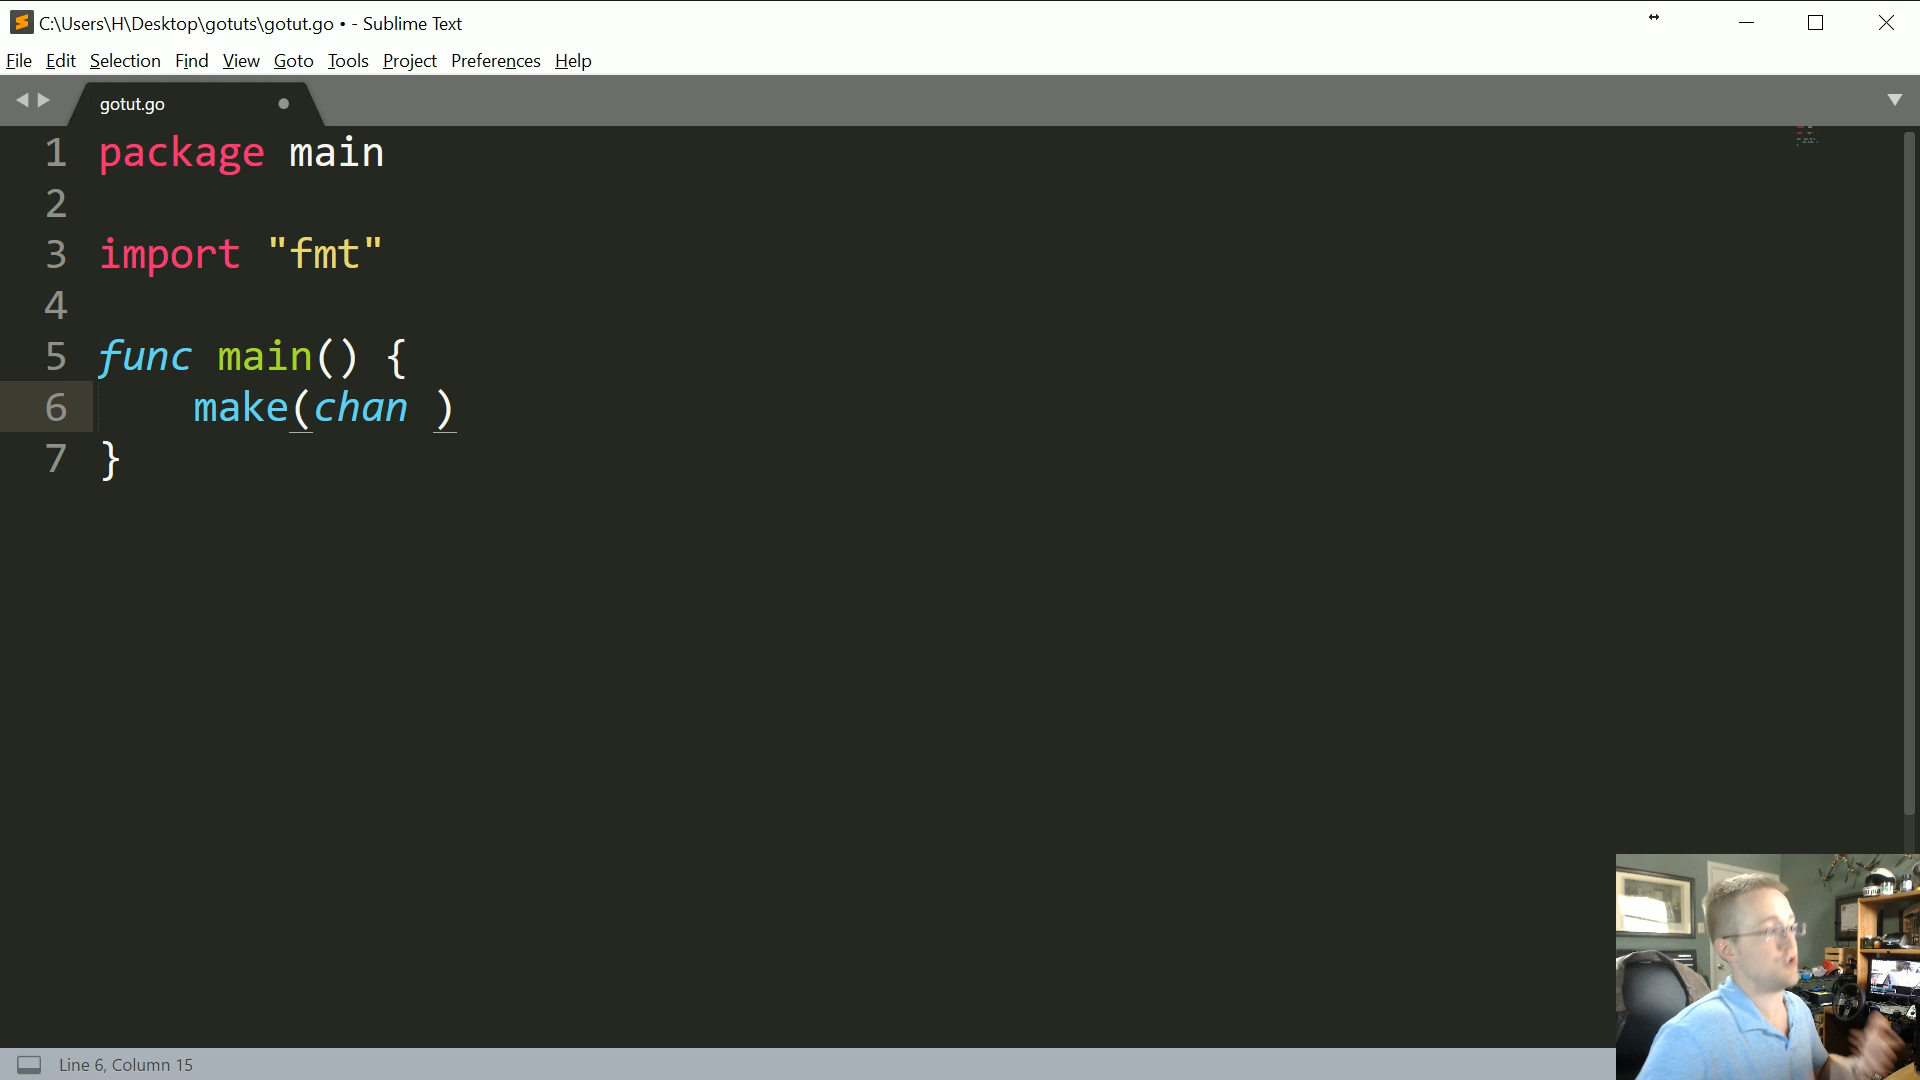 C:\Users\H\Desktop\gotuts\gotut.go • - Sublime Text
File Edit Selection Find View Goto Tools Project Preferences Help
gotut.go
1 package main
2
3 import "fmt"
4
5 func main() {
6 make(chan )
7 }
Line 6, Column 15